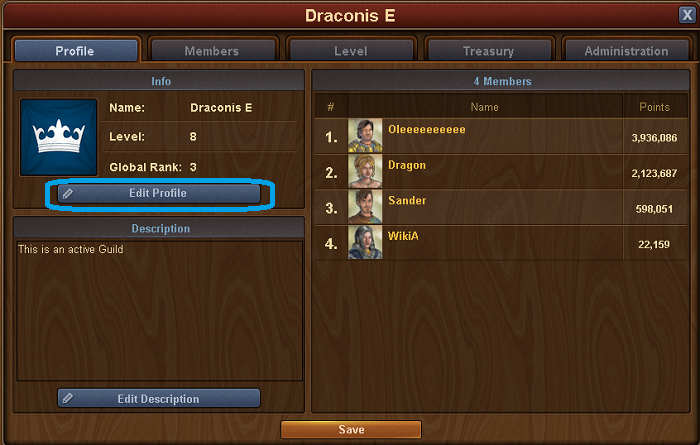 Draconis E
X
Profile
Members
Level
Treasury
Administration
Info
Name: Draconis E
Level: 8
Global Rank: 3
Edit Profile
Description
This is an active Guild
Edit Description
4 Members
# Name Points
1. Oleeeeeeeeee 3,936,086
2. Dragon 2,123,687
3. Sander 598,051
4. WikiA 22,159
Save